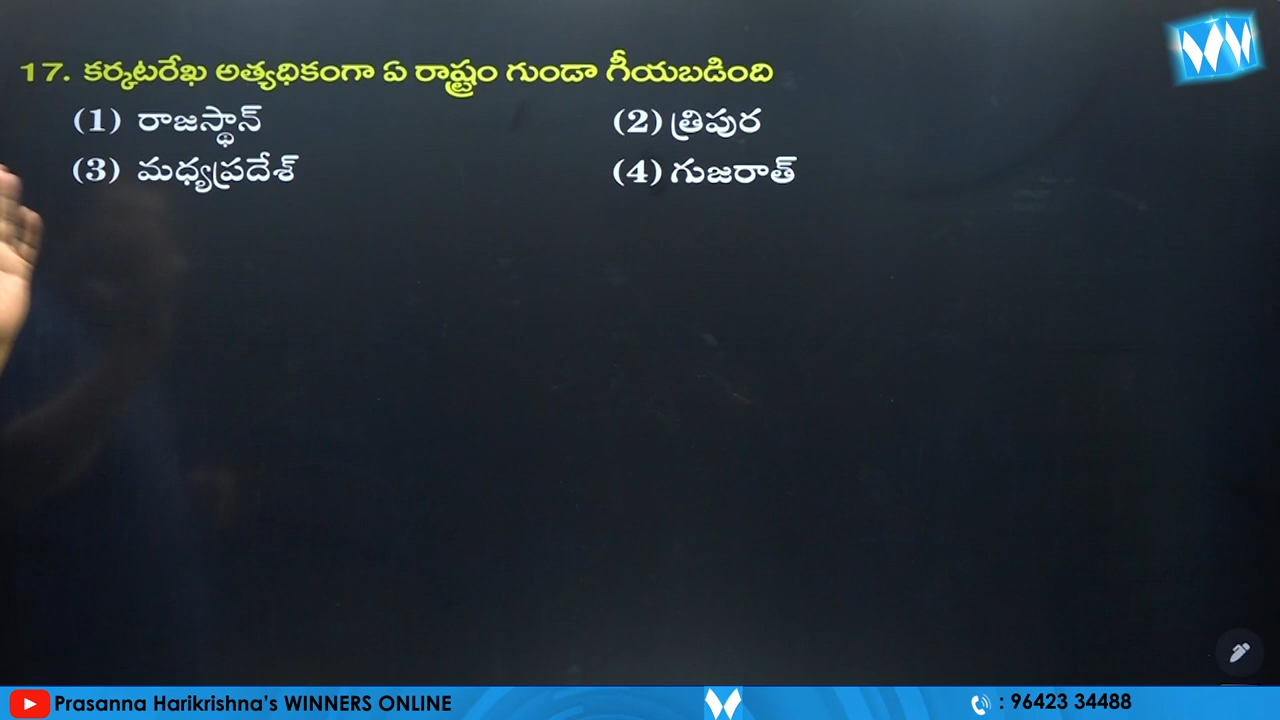 17. కర్కటరేఖ అత్యధికంగా ఏ రాష్ట్రం గుండా గీయబడింది
(1) రాజస్థాన్ (2) త్రిపుర
(3) మధ్యప్రదేశ్ (4) గుజరాత్
Prasanna Harikrishna's WINNERS ONLINE W : 96423 34488